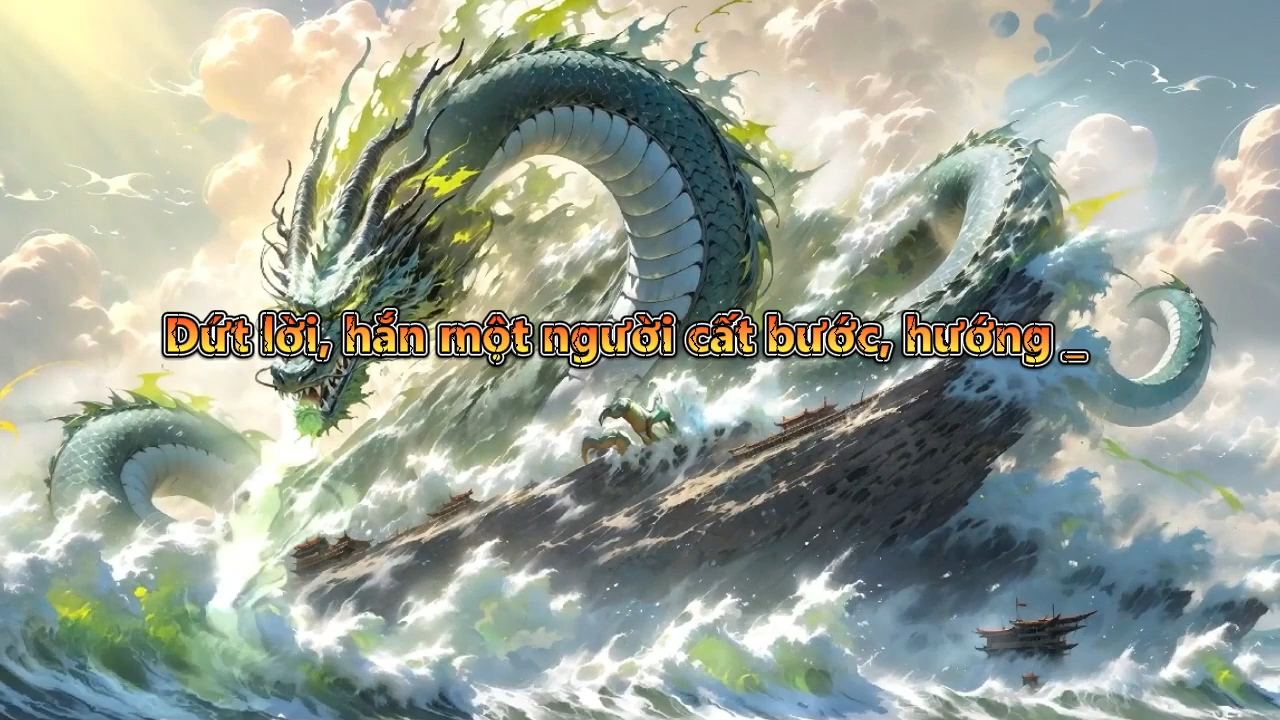 Dứt lời, hắn một người cất bước, hướng _